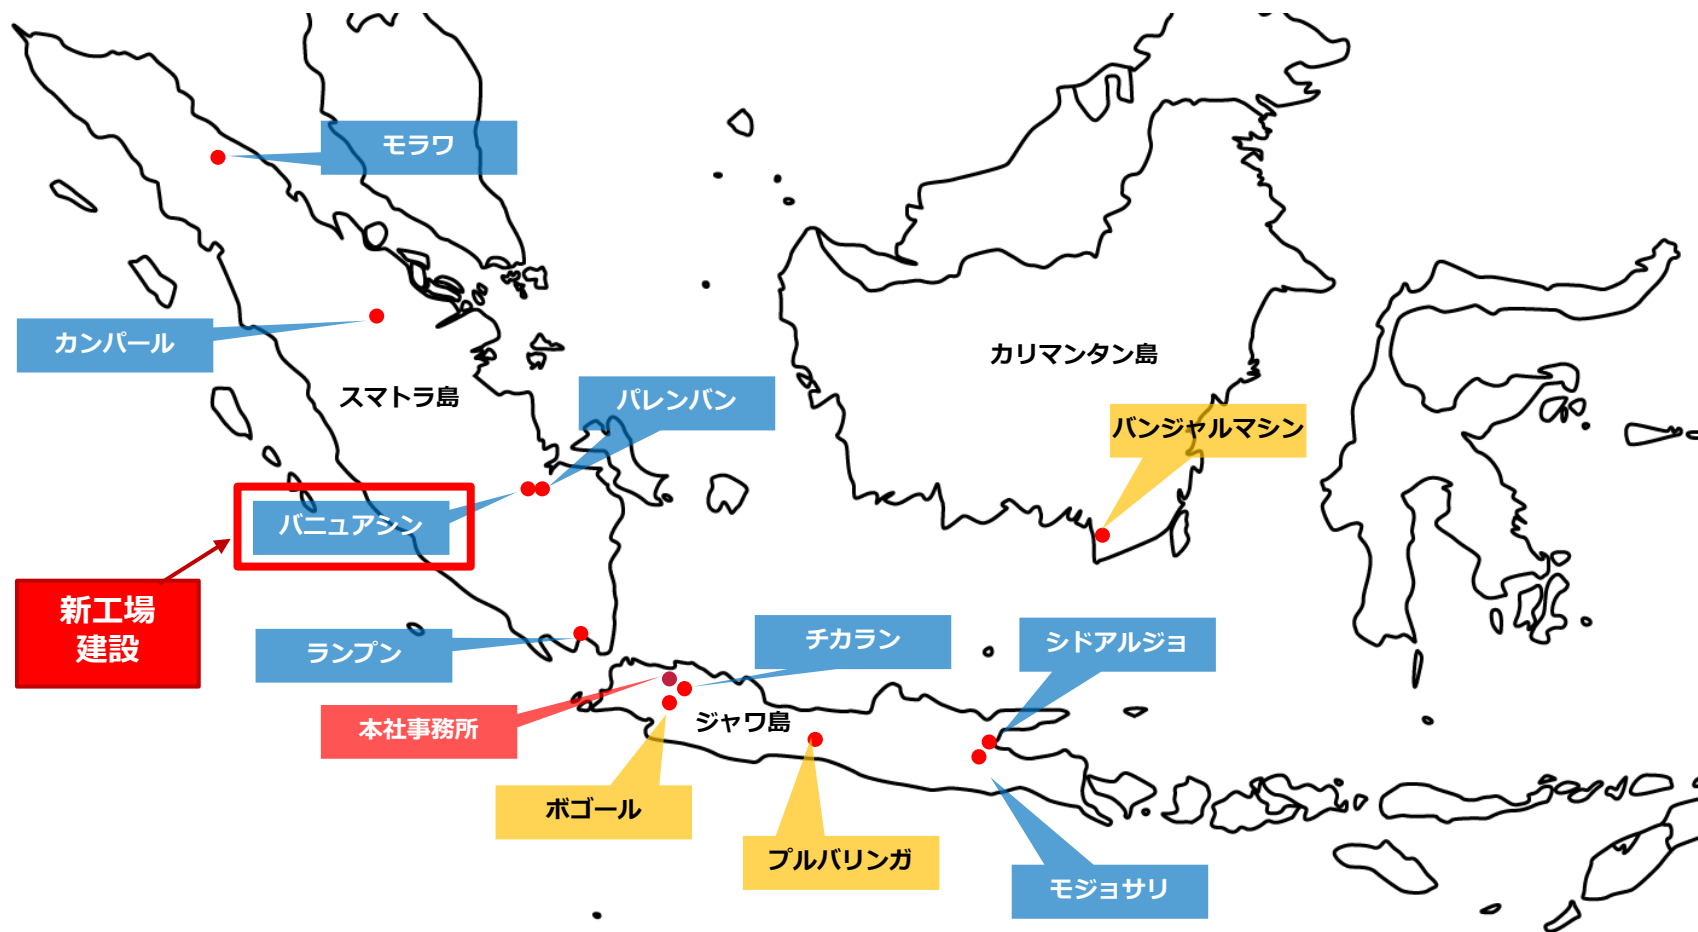 モラワ
カンパール
カリマンタン島
スマトラ島
パレンバン
バンジャルマシン
バニュアシン
新工場
建設
ランプン
チカラン
シドアルジョ
本社事務所
ジャワ島
ボゴール
プルバリンガ
モジョサリ